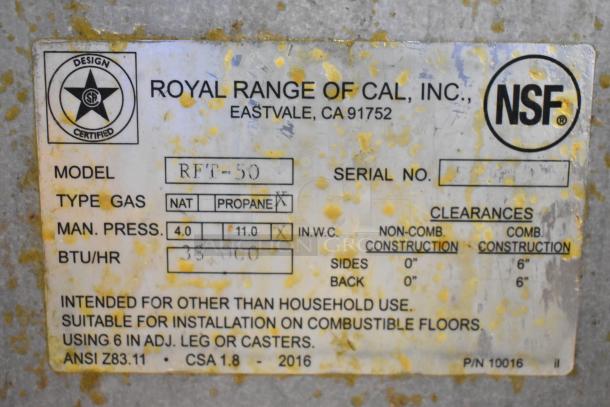 DESIGN
CERTIFIED
ROYAL RANGE OF CAL, INC.,
EASTVALE, CA 91752
NSF®
MODEL RFT-50 SERIAL NO.
TYPE GAS NAT PROPANE X
MAN. PRESS. 4.0 11.0 X IN.W.C.
BTU/HR
CLEARANCES
NON-COMB. COMB.
CONSTRUCTION CONSTRUCTION
SIDES 0" 6"
BACK 0" 6"
INTENDED FOR OTHER THAN HOUSEHOLD USE.
SUITABLE FOR INSTALLATION ON COMBUSTIBLE FLOORS.
USING 6 IN ADJ. LEG OR CASTERS.
ANSI Z83.11 • CSA 1.8 - 2016 P/N 10016 il